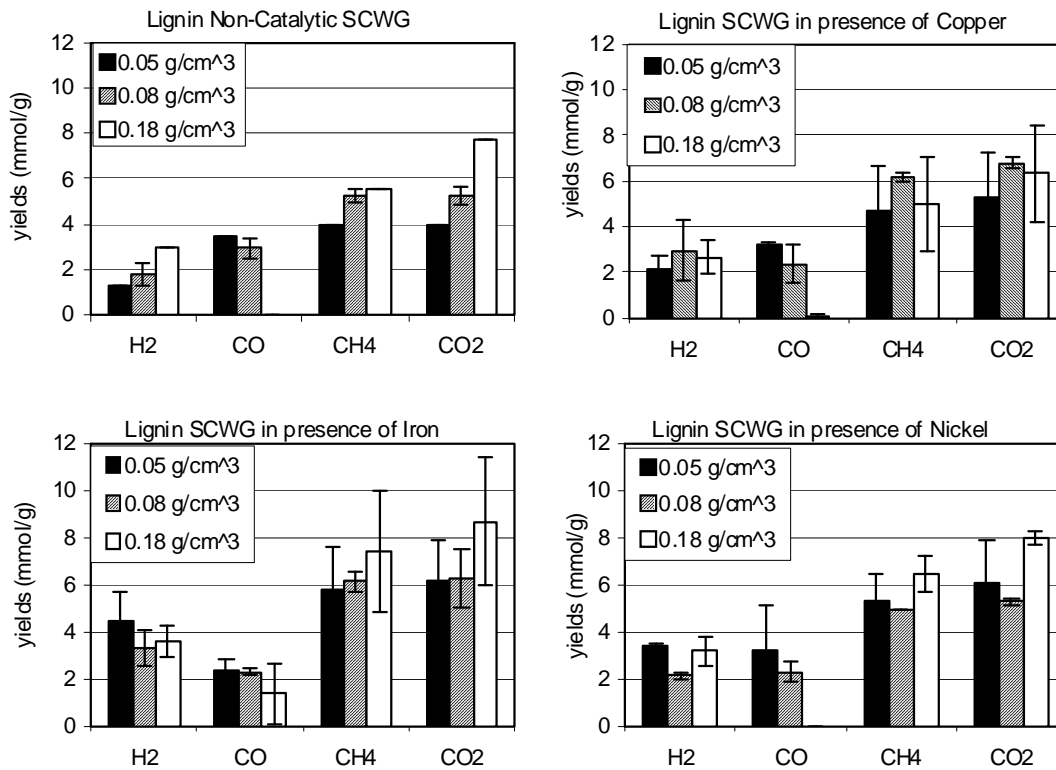 Lignin Non-Catalytic SCWG
12
10
8
6
4
2
0
yields (mmol/g)
0.05 g/cm^3
0.08 g/cm^3
0.18 g/cm^3
H2 CO CH4 CO2
Lignin SCWG in presence of Copper
12
10
8
6
4
2
0
yields (mmol/g)
0.05 g/cm^3
0.08 g/cm^3
0.18 g/cm^3
H2 CO CH4 CO2
Lignin SCWG in presence of Iron
12
10
8
6
4
2
0
yields (mmol/g)
0.05 g/cm^3
0.08 g/cm^3
0.18 g/cm^3
H2 CO CH4 CO2
Lignin SCWG in presence of Nickel
12
10
8
6
4
2
0
yields (mmol/g)
0.05 g/cm^3
0.08 g/cm^3
0.18 g/cm^3
H2 CO CH4 CO2